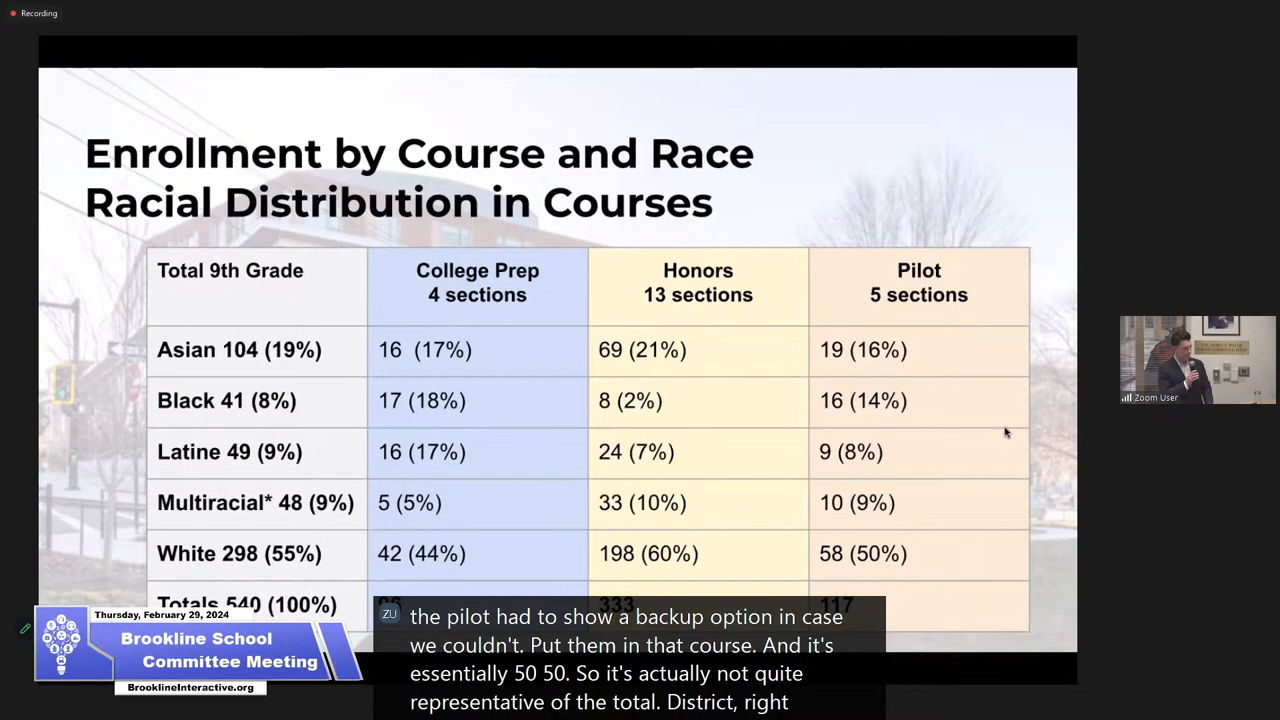 Recording
Enrollment by Course and Race
Racial Distribution in Courses
Total 9th Grade
College Prep
4 sections
Honors
13 sections
Pilot
5 sections
Asian 104 (19%)
16 (17%)
69 (21%)
19 (16%)
Black 41 (8%)
17 (18%)
8 (2%)
16 (14%)
Latine 49 (9%)
16 (17%)
24 (7%)
9 (8%)
Multiracial* 48 (9%)
5 (5%)
33 (10%)
10 (9%)
White 298 (55%)
42 (44%)
198 (60%)
58 (50%)
Totals 540 (100%)
96
333
117
Zoom User
Thursday, February 29, 2024
Brookline School
Committee Meeting
BrooklineInteractive.org
ZU
the pilot had to show a backup option in case
we couldn't. Put them in that course. And it's
essentially 50 50. So it's actually not quite
representative of the total. District, right